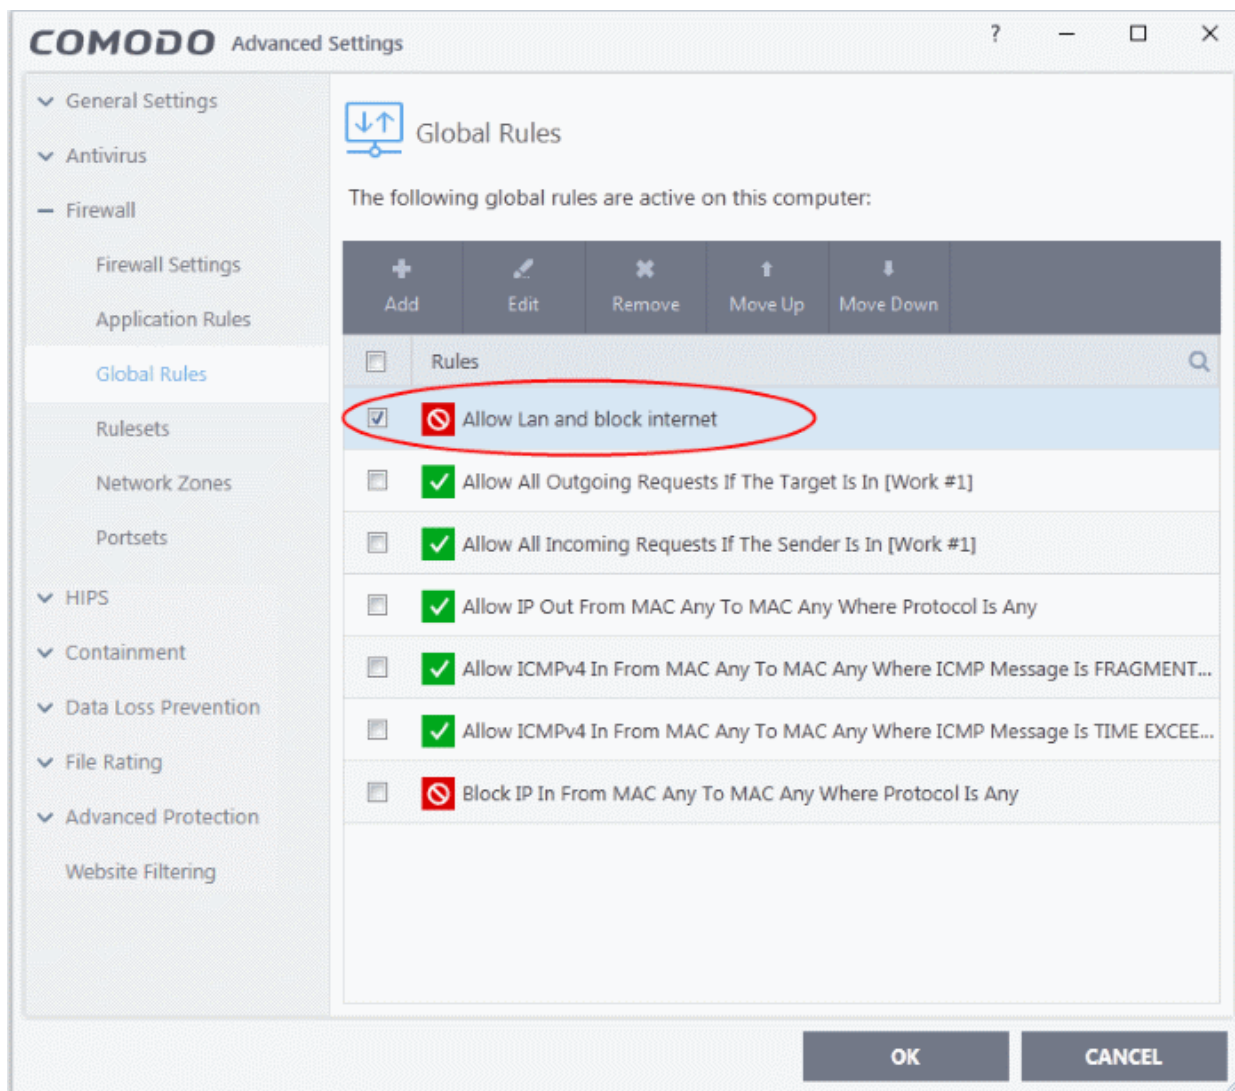 COMODO Advanced Settings
?
General Settings
Antivirus
Firewall
Firewall Settings
Application Rules
Global Rules
Rulesets
Network Zones
Portsets
HIPS
Containment
Data Loss Prevention
File Rating
Advanced Protection
Website Filtering
Global Rules
The following global rules are active on this computer:
Add Edit Remove Move Up Move Down
Rules
Allow Lan and block internet
Allow All Outgoing Requests If The Target Is In [Work #1]
Allow All Incoming Requests If The Sender Is In [Work #1]
Allow IP Out From MAC Any To MAC Any Where Protocol Is Any
Allow ICMPv4 In From MAC Any To MAC Any Where ICMP Message Is FRAGMENT...
Allow ICMPv4 In From MAC Any To MAC Any Where ICMP Message Is TIME EXCEE...
Block IP In From MAC Any To MAC Any Where Protocol Is Any
OK CANCEL